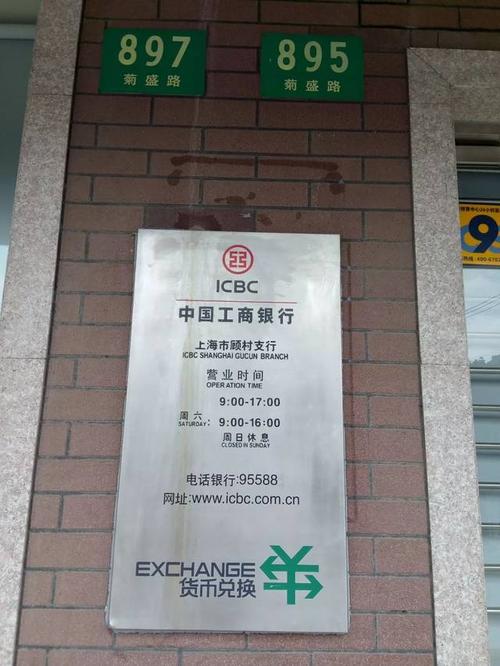 897
菊盛路
895
菊盛路
ICBC
中国工商银行
上海市顾村支行
ICBC SHANGHAI GUCUN BRANCH
营业时间
OPERATION TIME
9:00-17:00
周六
SATURDAY: 9:00-16:00
周日休息
CLOSED IN SUNDAY
电话银行:95588
网址:www.icbc.com.cn
EXCHANGE
货币兑换